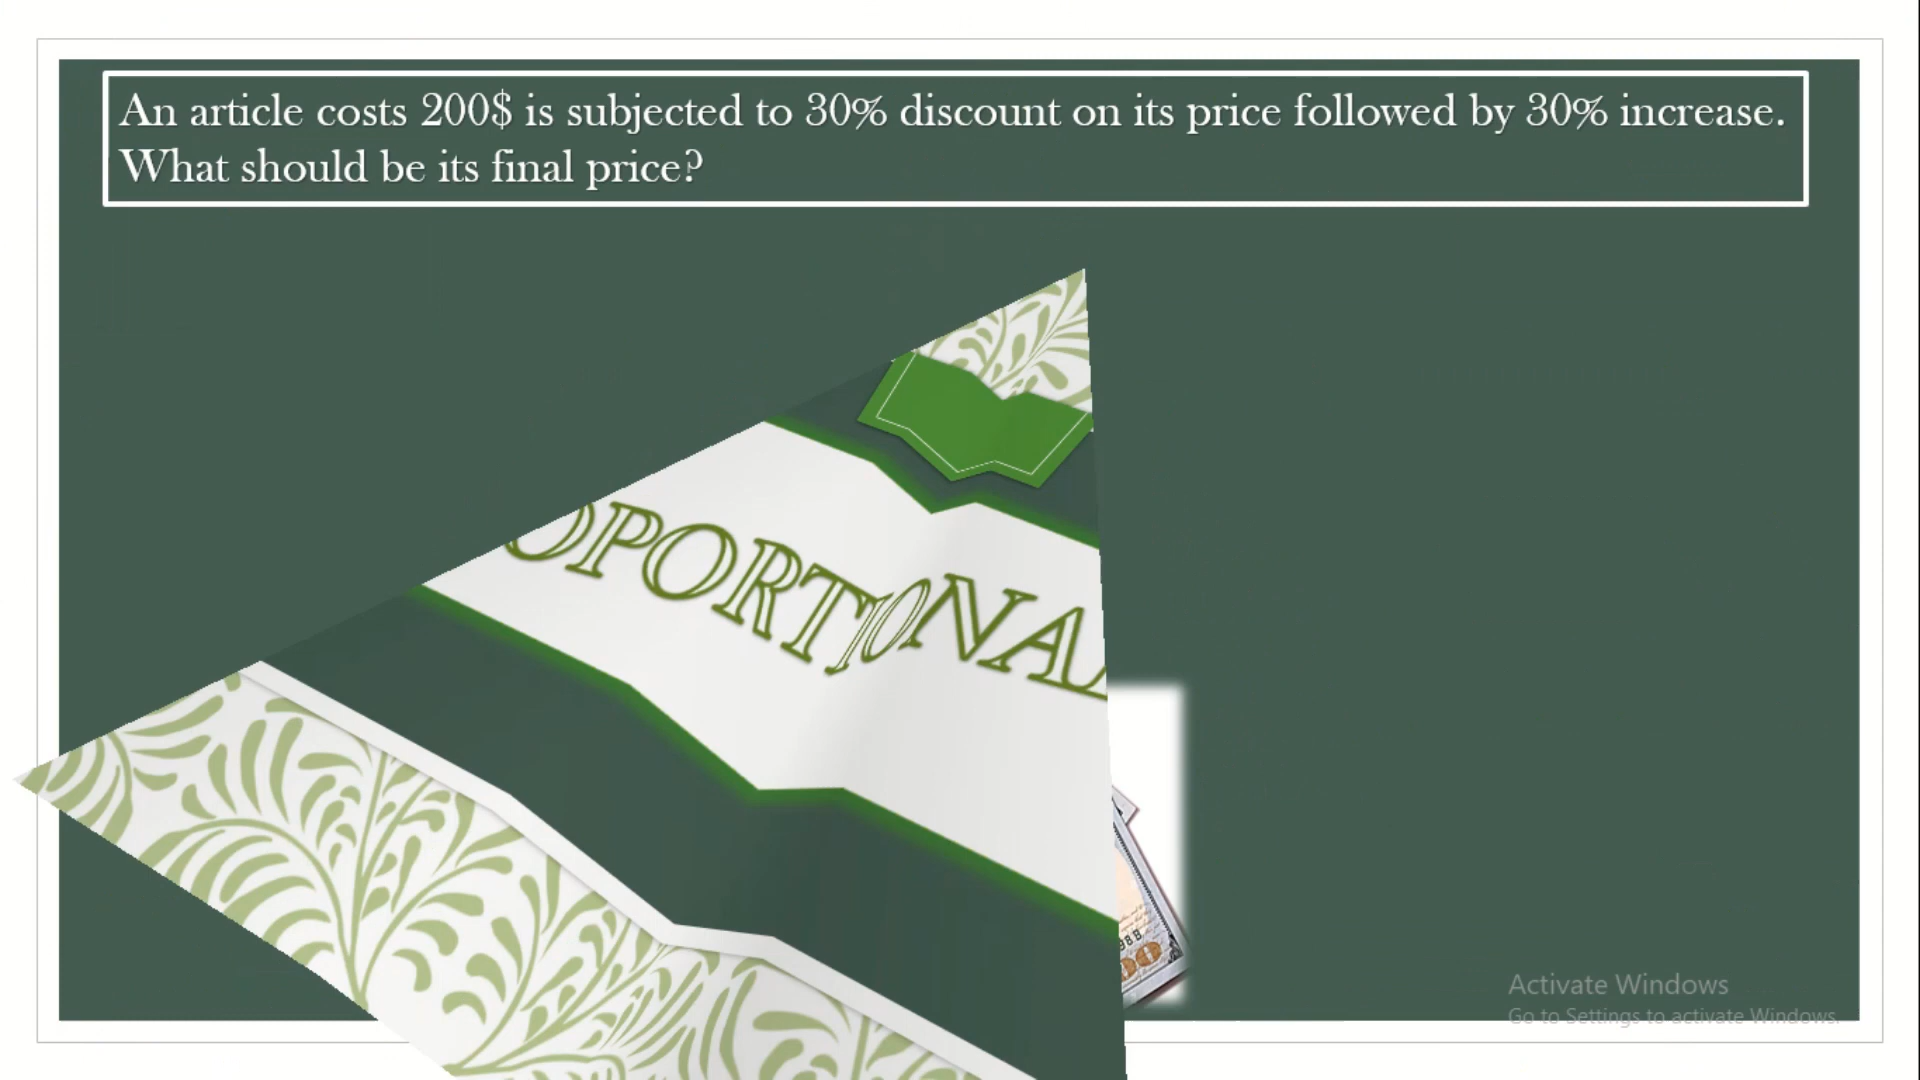 An article costs 200$ is subjected to 30% discount on its price followed by 30% increase.
What should be its final price?
OPORTIONAL
Activate Windows
Go to Settings to activate Windows.